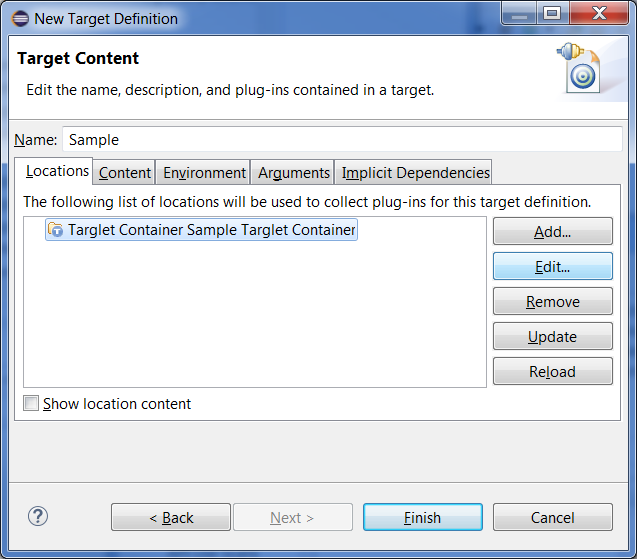 New Target Definition
Target Content
Edit the name, description, and plug-ins contained in a target.
Name: Sample
Locations Content Environment Arguments Implicit Dependencies
The following list of locations will be used to collect plug-ins for this target definition.
Targlet Container Sample Targlet Container
Add...
Edit...
Remove
Update
Reload
Show location content
? < Back Next > Finish Cancel